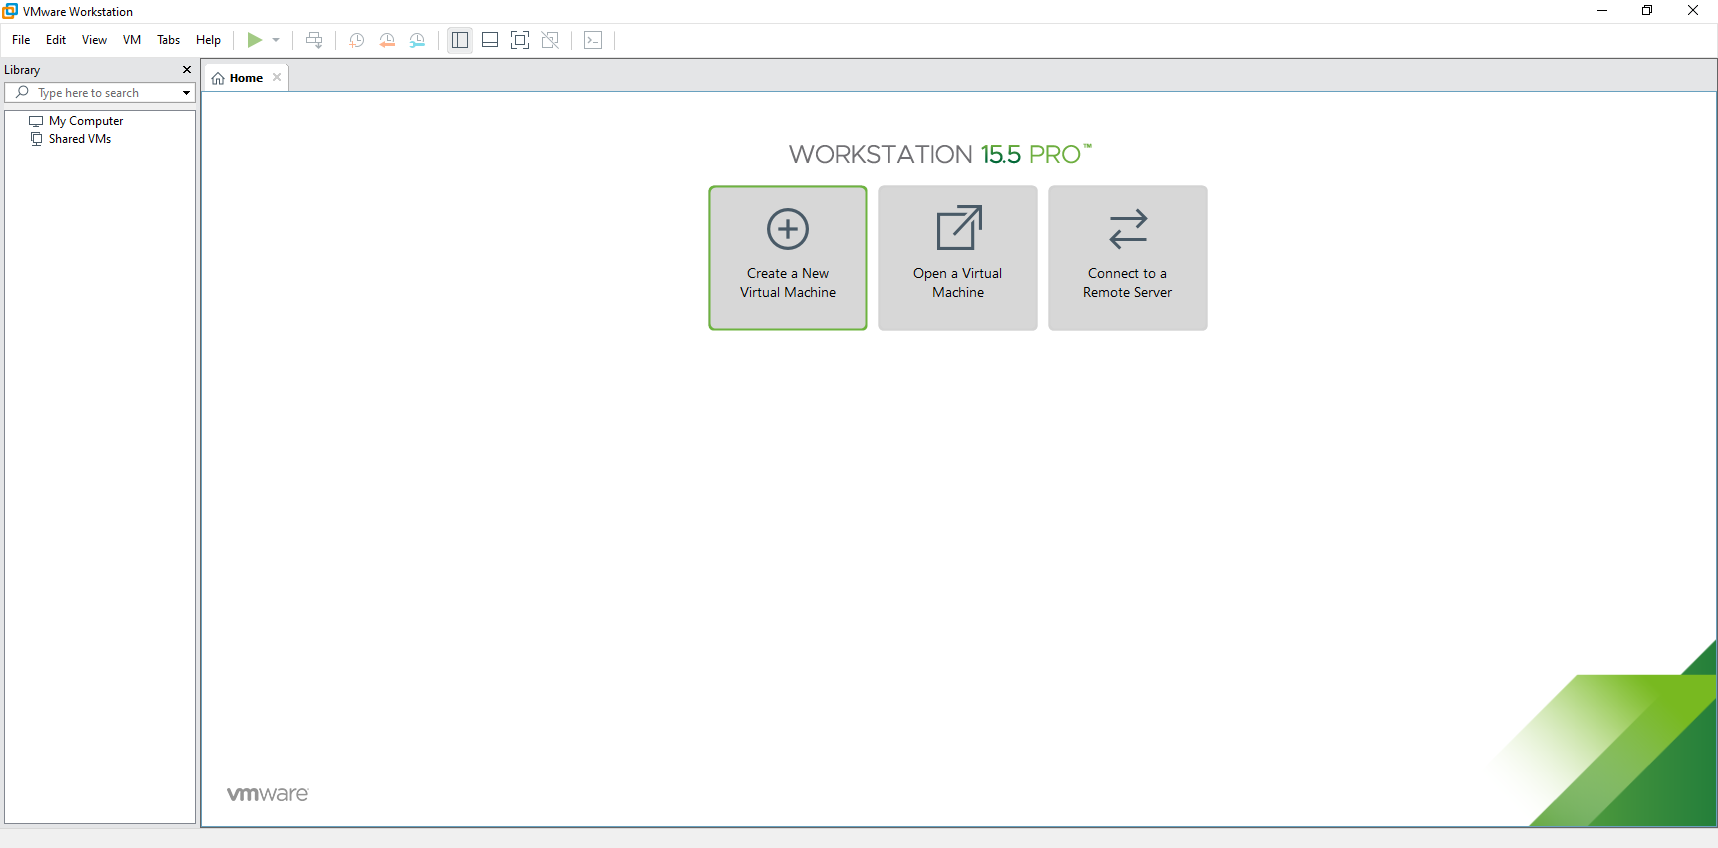 VMware Workstation
File Edit View VM Tabs Help
Library
Type here to search
My Computer
Shared VMs
Home
WORKSTATION 15.5 PRO™
Create a New
Virtual Machine
Open a Virtual
Machine
Connect to a
Remote Server
vmware